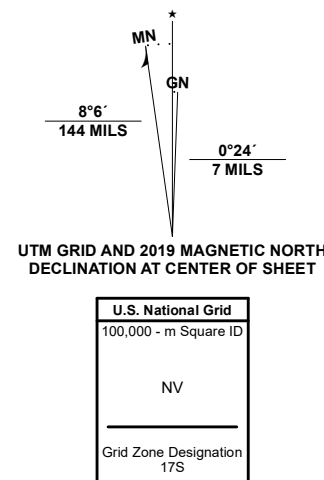 MN
GN
8°6´
144 MILS
0°24´
7 MILS
UTM GRID AND 2019 MAGNETIC NORTH
DECLINATION AT CENTER OF SHEET
U.S. National Grid
100,000 - m Square ID
NV
Grid Zone Designation
17S